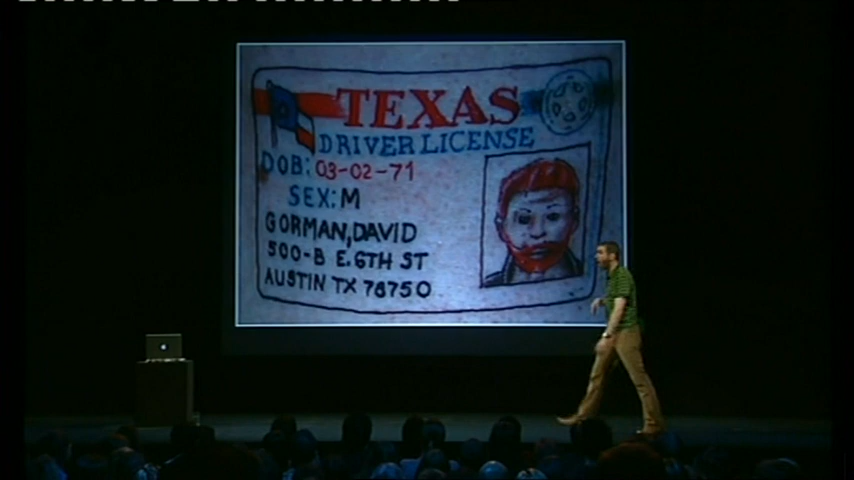 TEXAS
DRIVER LICENSE
DOB: 03-02-71
SEX: M
GORMAN, DAVID
500-B E. 6TH ST
AUSTIN TX 78750